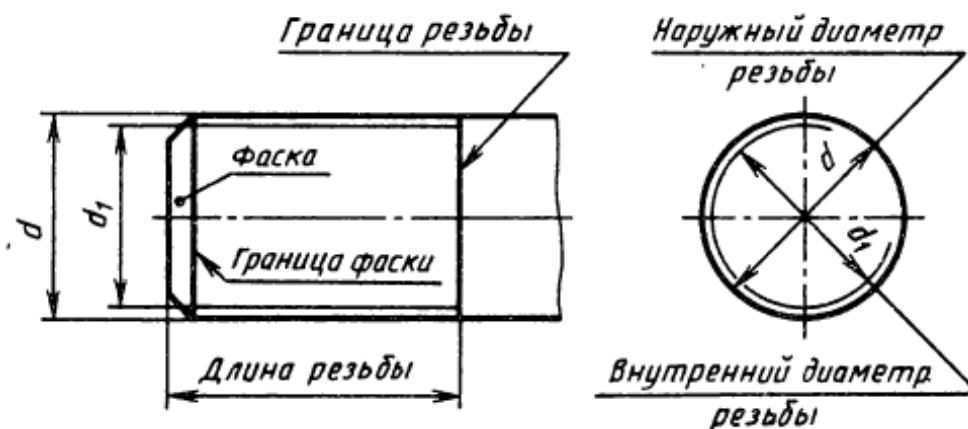 Граница резьбы
Наружный диаметр
резьбы
Фаска
d
d₁
Граница фаски
Длина резьбы
d
d₁
Внутренний диаметр
резьбы